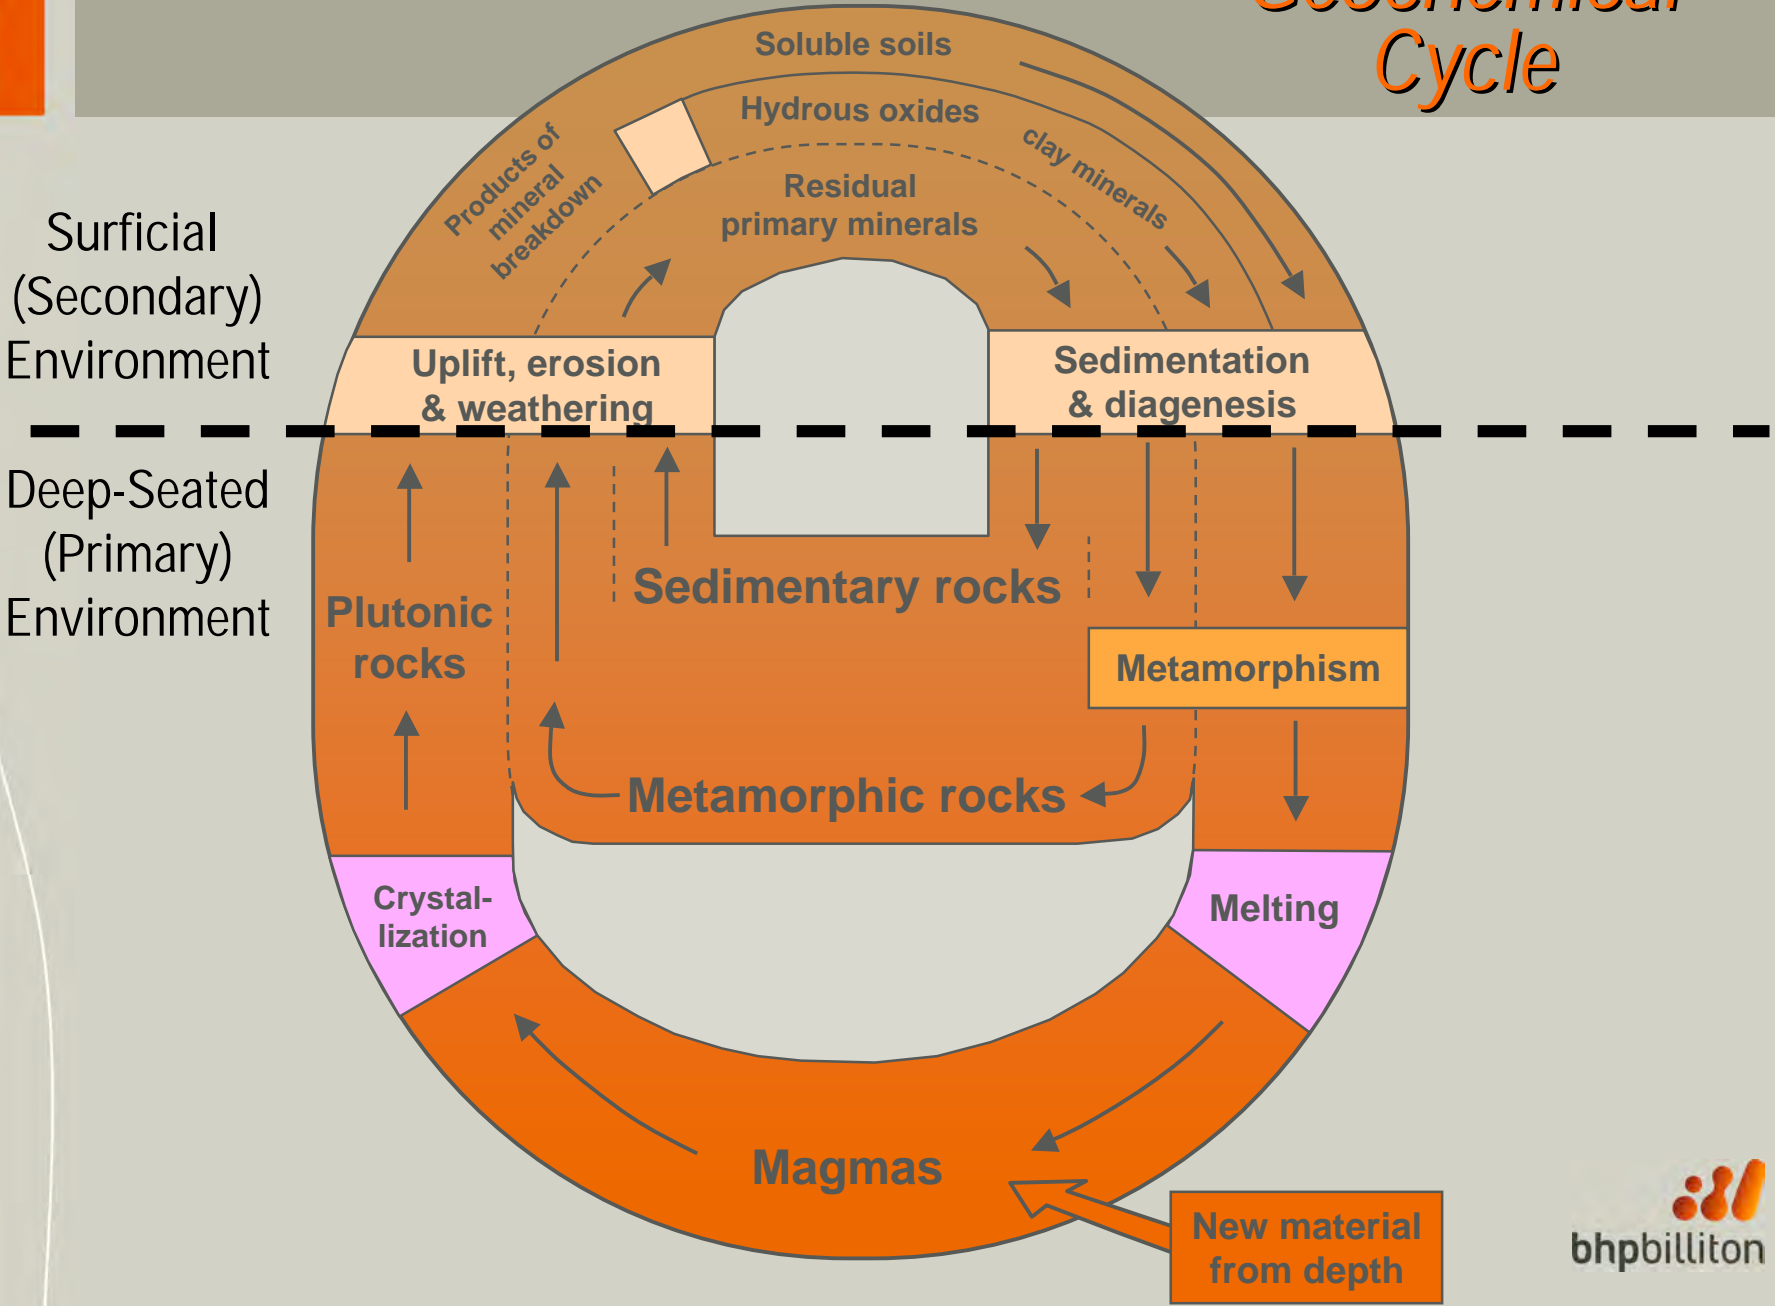 Geochemical
Cycle
Soluble soils
Hydrous oxides
clay minerals
Products of
mineral
breakdown
Residual
primary minerals
Surficial
(Secondary)
Environment
Uplift, erosion
& weathering
Sedimentation
& diagenesis
Deep-Seated
(Primary)
Environment
Sedimentary rocks
Plutonic
rocks
Metamorphism
Metamorphic rocks
Crystal-
lization
Melting
Magmas
New material
from depth
bhpbilliton